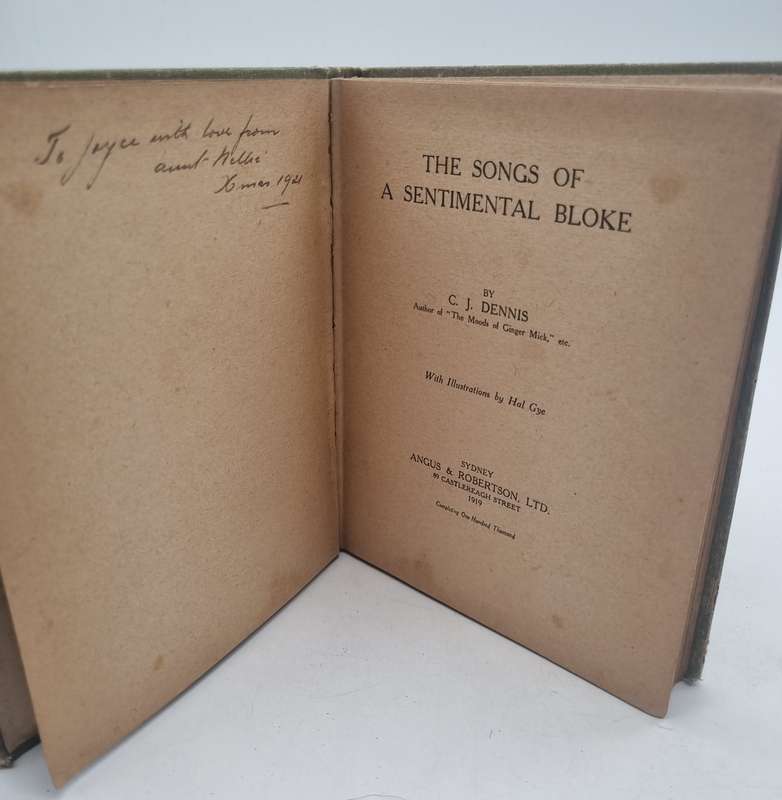 To Joyce with love from
aunt Nellie
Xmas 1921
THE SONGS OF
A SENTIMENTAL BLOKE
BY
C. J. DENNIS
Author of "The Moods of Ginger Mick," etc.
With Illustrations by Hal Gye
SYDNEY
ANGUS & ROBERTSON, LTD.
89 CASTLEREAGH STREET
1919
Completing One Hundred Thousand